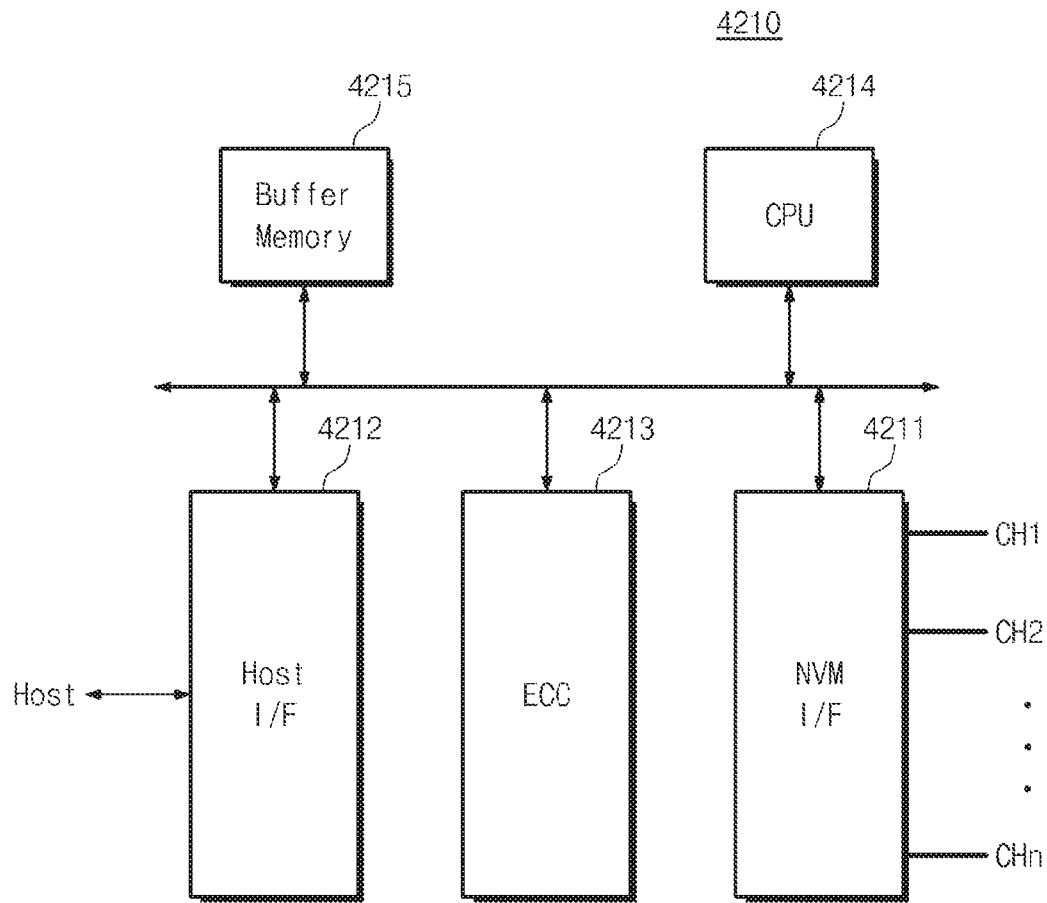 4210
4215
4214
Buffer
Memory
CPU
4212
4213
4211
CH1
CH2
Host
Host
I/F
ECC
NVM
I/F
CHn